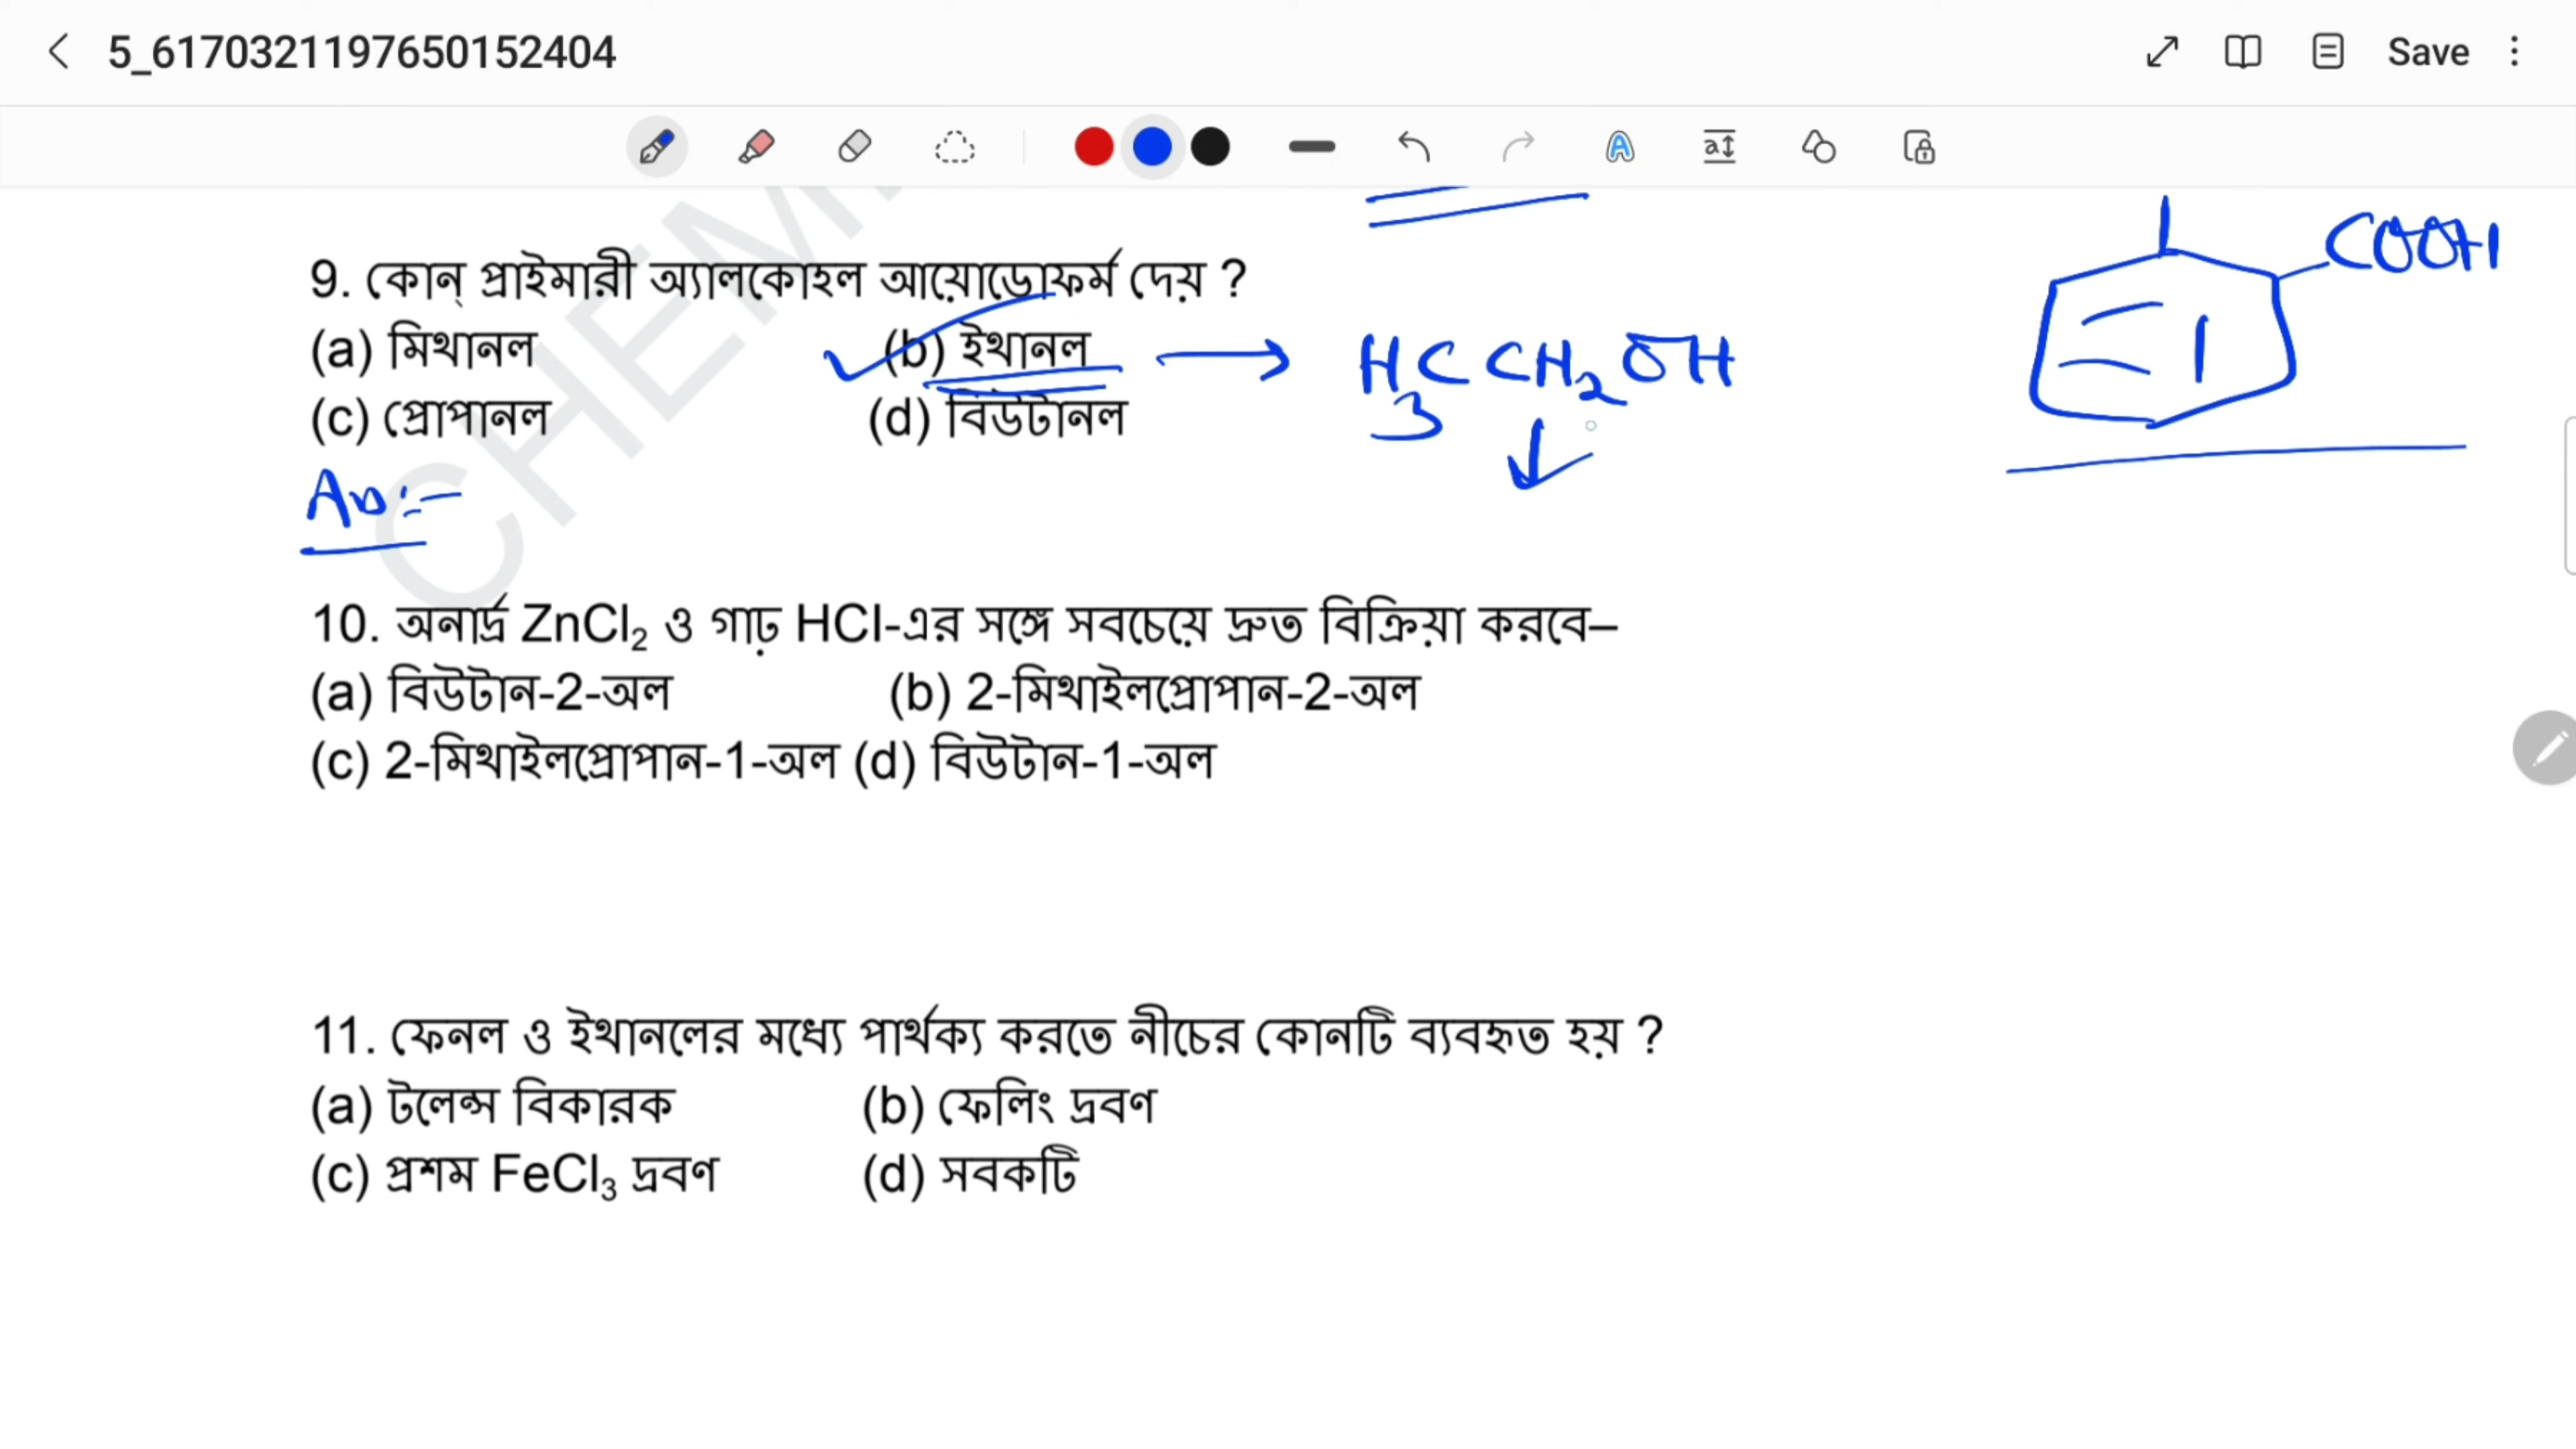 5_6170321197650152404
Save
COOH
9. কোন্ প্রাইমারী অ্যালকোহল আয়োডোফর্ম দেয় ?
(a) মিথানল (b) ইথানল → H3C CH2 OH
(c) প্রোপানল (d) বিউটানল
10. অনার্দ্র ZnCl2 ও গাঢ় HCl-এর সঙ্গে সবচেয়ে দ্রুত বিক্রিয়া করবে–
(a) বিউটান-2-অল (b) 2-মিথাইলপ্রোপান-2-অল
(c) 2-মিথাইলপ্রোপান-1-অল (d) বিউটান-1-অল
11. ফেনল ও ইথানলের মধ্যে পার্থক্য করতে নীচের কোনটি ব্যবহৃত হয় ?
(a) টলেন্স বিকারক (b) ফেলিং দ্রবণ
(c) প্রশম FeCl3 দ্রবণ (d) সবকটি